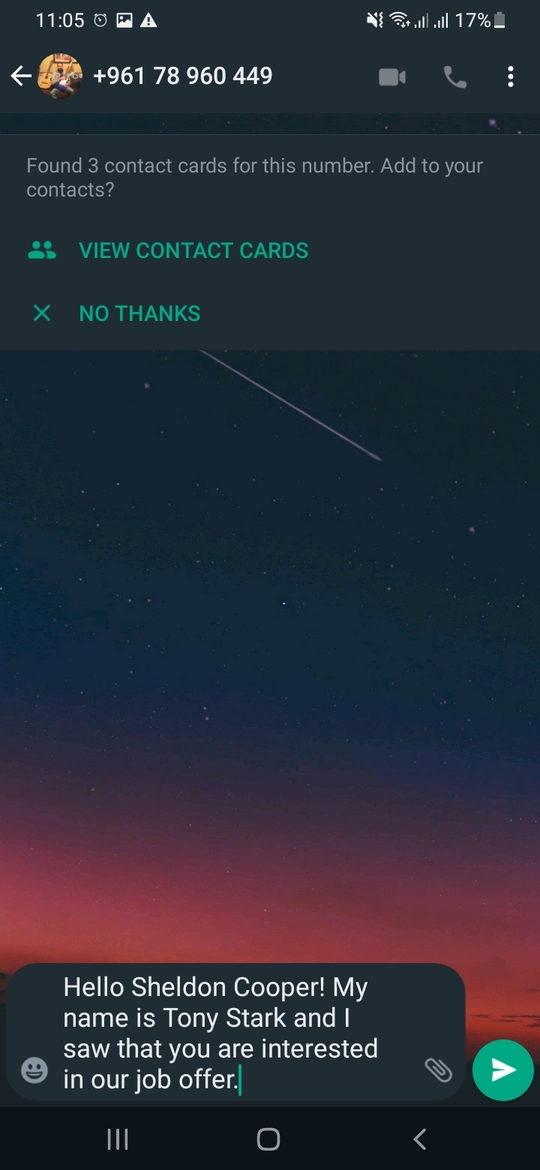 11:05 17%
+961 78 960 449
Found 3 contact cards for this number. Add to your
contacts?
VIEW CONTACT CARDS
NO THANKS
Hello Sheldon Cooper! My
name is Tony Stark and I
saw that you are interested
in our job offer.